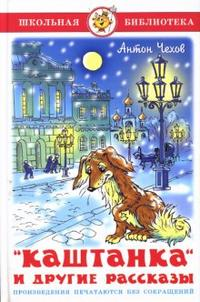 ШКОЛЬНАЯ БИБЛИОТЕКА
Антон Чехов
"КАШТАНКА"
И ДРУГИЕ РАССКАЗЫ
ПРОИЗВЕДЕНИЯ ПЕЧАТАЮТСЯ БЕЗ СОКРАЩЕНИЙ